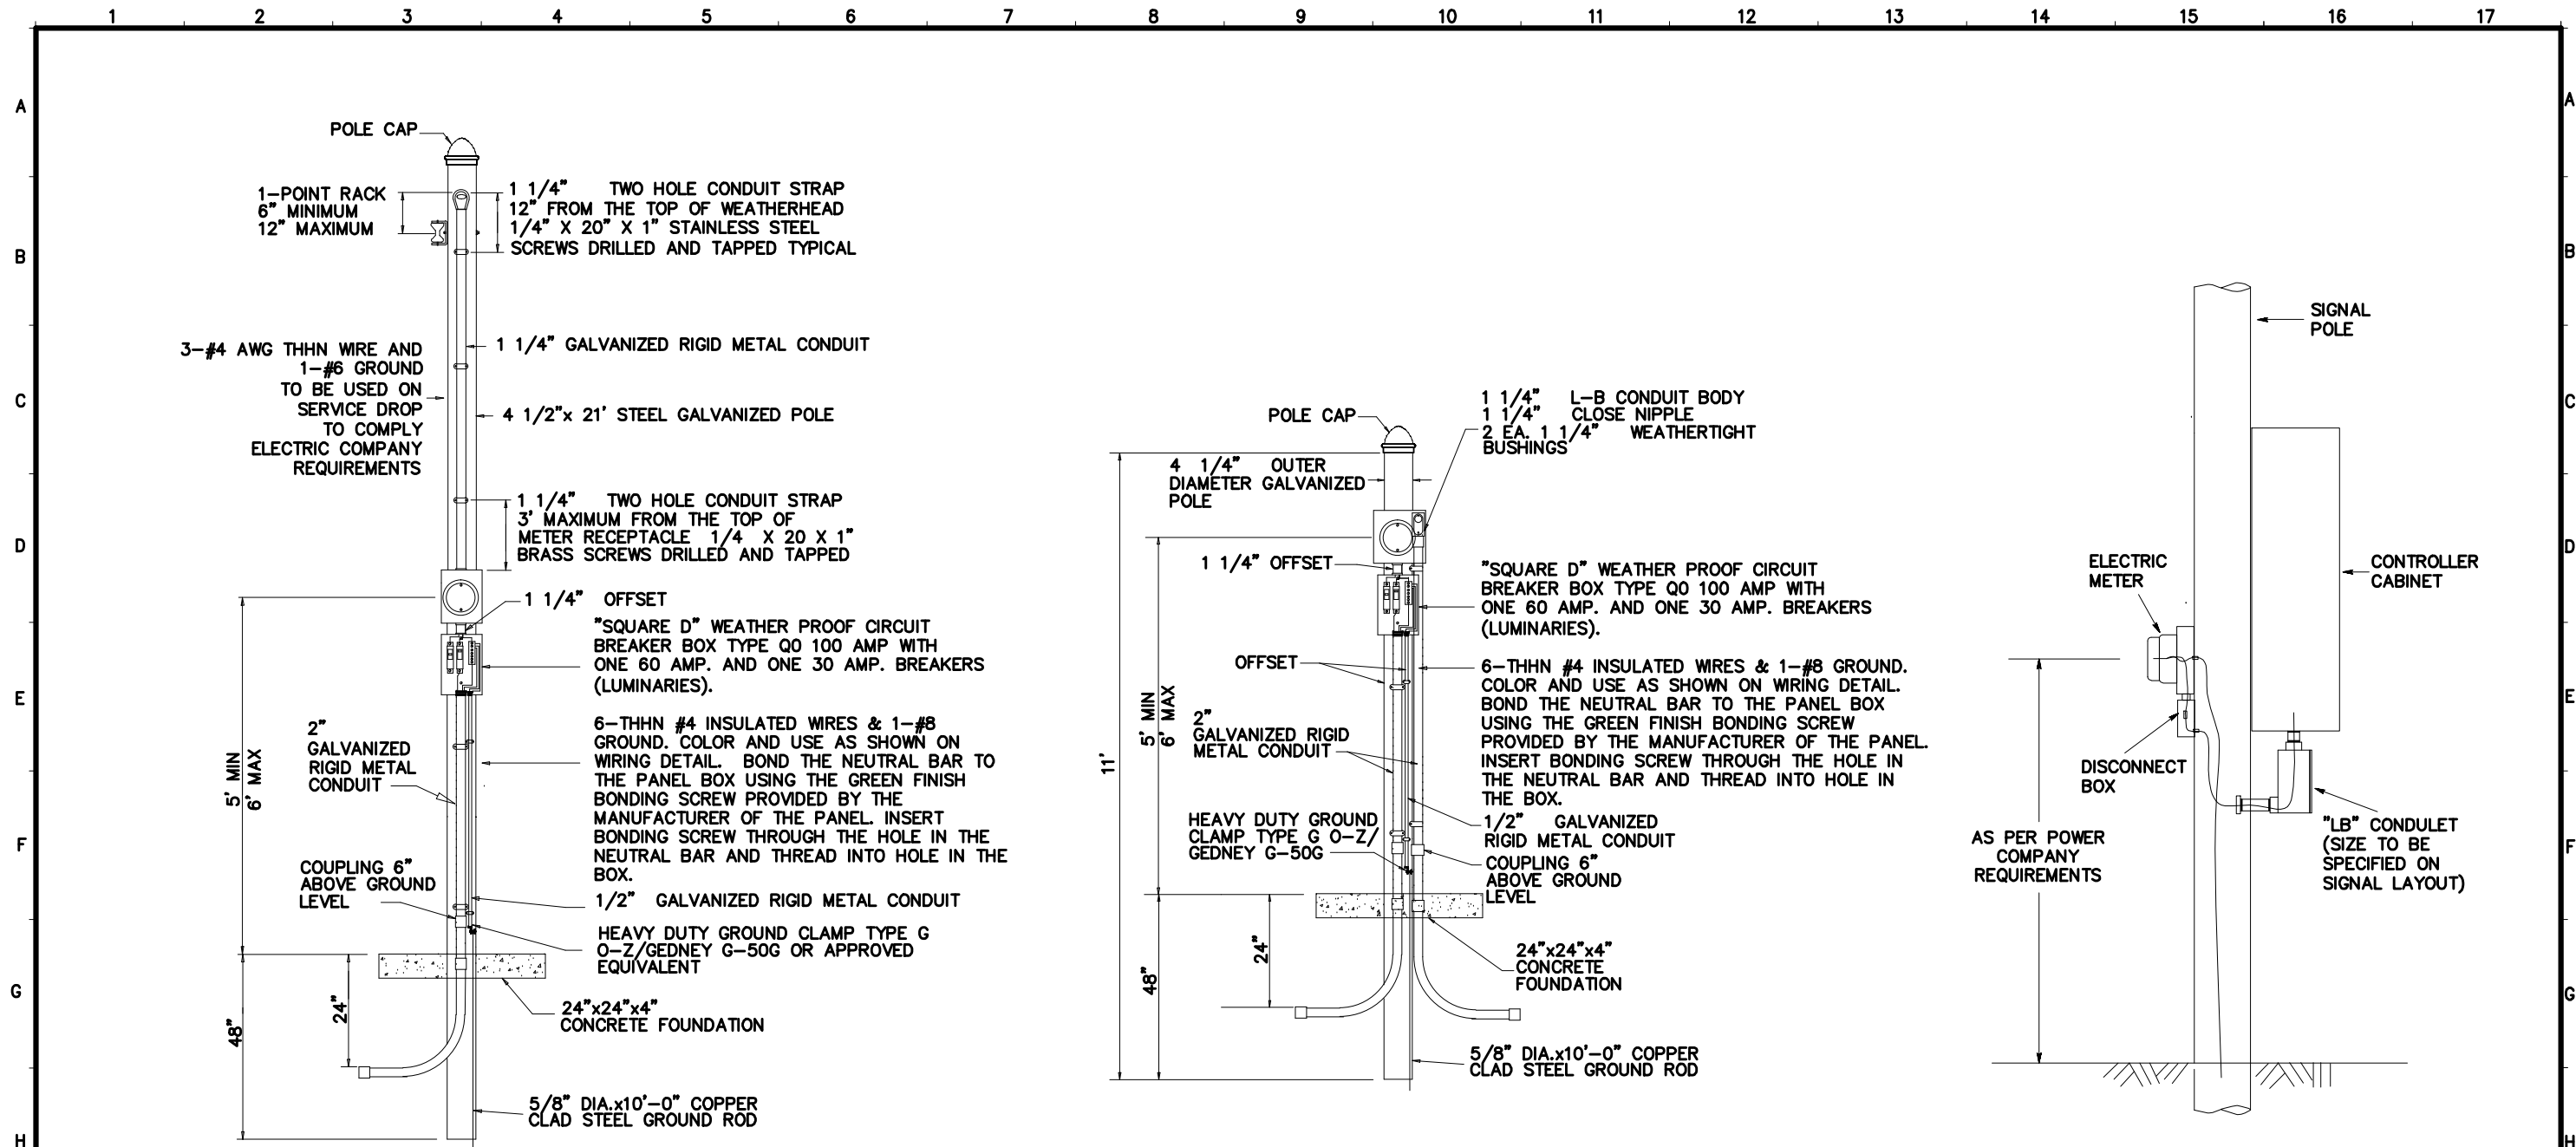 1 2 3 4 5 6 7 8 9 10 11 12 13 14 15 16 17
A
B
C
D
E
F
G
H
POLE CAP
1-POINT RACK
6" MINIMUM
12" MAXIMUM
1 1/4" TWO HOLE CONDUIT STRAP
12" FROM THE TOP OF WEATHERHEAD
1/4" X 20" X 1" STAINLESS STEEL
SCREWS DRILLED AND TAPPED TYPICAL
3-#4 AWG THHN WIRE AND
1-#6 GROUND
TO BE USED ON
SERVICE DROP
TO COMPLY
ELECTRIC COMPANY
REQUIREMENTS
1 1/4" GALVANIZED RIGID METAL CONDUIT
4 1/2"x 21' STEEL GALVANIZED POLE
1 1/4" TWO HOLE CONDUIT STRAP
3' MAXIMUM FROM THE TOP OF
METER RECEPTACLE 1/4 X 20 X 1"
BRASS SCREWS DRILLED AND TAPPED
1 1/4" OFFSET
"SQUARE D" WEATHER PROOF CIRCUIT
BREAKER BOX TYPE Q0 100 AMP WITH
ONE 60 AMP. AND ONE 30 AMP. BREAKERS
(LUMINARIES).
2"
GALVANIZED
RIGID METAL
CONDUIT
5' MIN
6' MAX
6-THHN #4 INSULATED WIRES & 1-#8
GROUND. COLOR AND USE AS SHOWN ON
WIRING DETAIL. BOND THE NEUTRAL BAR TO
THE PANEL BOX USING THE GREEN FINISH
BONDING SCREW PROVIDED BY THE
MANUFACTURER OF THE PANEL. INSERT
BONDING SCREW THROUGH THE HOLE IN THE
NEUTRAL BAR AND THREAD INTO HOLE IN THE
BOX.
COUPLING 6"
ABOVE GROUND
LEVEL
1/2" GALVANIZED RIGID METAL CONDUIT
HEAVY DUTY GROUND CLAMP TYPE G
O-Z/GEDNEY G-50G OR APPROVED
EQUIVALENT
24"
48"
24"x24"x4"
CONCRETE FOUNDATION
5/8" DIA.x10'-0" COPPER
CLAD STEEL GROUND ROD
POLE CAP
1 1/4" L-B CONDUIT BODY
1 1/4" CLOSE NIPPLE
2 EA. 1 1/4" WEATHERTIGHT
BUSHINGS
4 1/4" OUTER
DIAMETER GALVANIZED
POLE
1 1/4" OFFSET
"SQUARE D" WEATHER PROOF CIRCUIT
BREAKER BOX TYPE Q0 100 AMP WITH
ONE 60 AMP. AND ONE 30 AMP. BREAKERS
(LUMINARIES).
OFFSET
6-THHN #4 INSULATED WIRES & 1-#8 GROUND.
COLOR AND USE AS SHOWN ON WIRING DETAIL.
BOND THE NEUTRAL BAR TO THE PANEL BOX
USING THE GREEN FINISH BONDING SCREW
PROVIDED BY THE MANUFACTURER OF THE PANEL.
INSERT BONDING SCREW THROUGH THE HOLE IN
THE NEUTRAL BAR AND THREAD INTO HOLE IN
THE BOX.
5' MIN
6' MAX
11'
2"
GALVANIZED RIGID
METAL CONDUIT
HEAVY DUTY GROUND
CLAMP TYPE G O-Z/
GEDNEY G-50G
1/2" GALVANIZED
RIGID METAL CONDUIT
COUPLING 6"
ABOVE GROUND
LEVEL
24"
48"
24"x24"x4"
CONCRETE
FOUNDATION
5/8" DIA.x10'-0" COPPER
CLAD STEEL GROUND ROD
SIGNAL
POLE
ELECTRIC
METER
CONTROLLER
CABINET
DISCONNECT
BOX
AS PER POWER
COMPANY
REQUIREMENTS
"LB" CONDULET
(SIZE TO BE
SPECIFIED ON
SIGNAL LAYOUT)
A
B
C
D
E
F
G
H